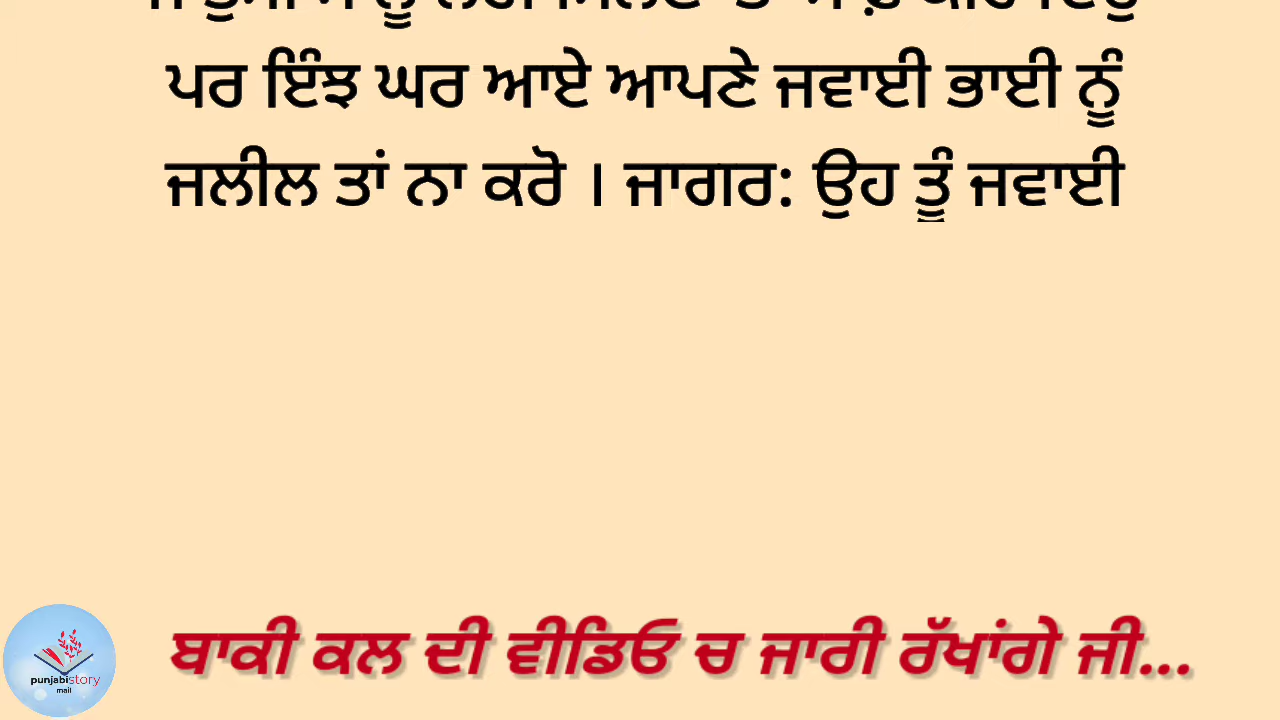 ਪਰ ਇੰਝ ਘਰ ਆਏ ਆਪਣੇ ਜਵਾਈ ਭਾਈ ਨੂੰ
ਜਲੀਲ ਤਾਂ ਨਾ ਕਰੋ । ਜਾਗਰ: ਉਹ ਤੂੰ ਜਵਾਈ
ਬਾਕੀ ਕਲ ਦੀ ਵੀਡਿਓ ਚ ਜਾਰੀ ਰੱਖਾਂਗੇ ਜੀ...
punjabistory
mail